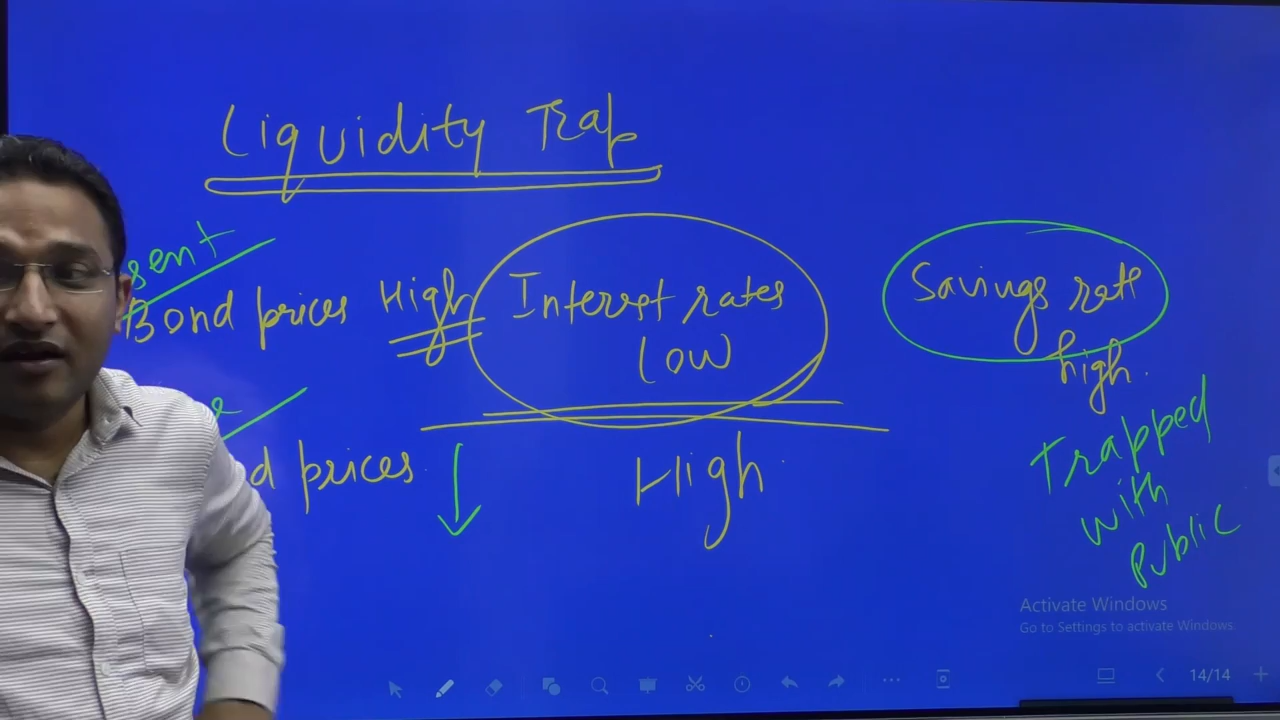 Liquidity Trap
Bond prices High
Interest rates
Low
Savings rate
high.
prices
High
Trapped
with
Public
Activate Windows
Go to Settings to activate Windows.
14/14